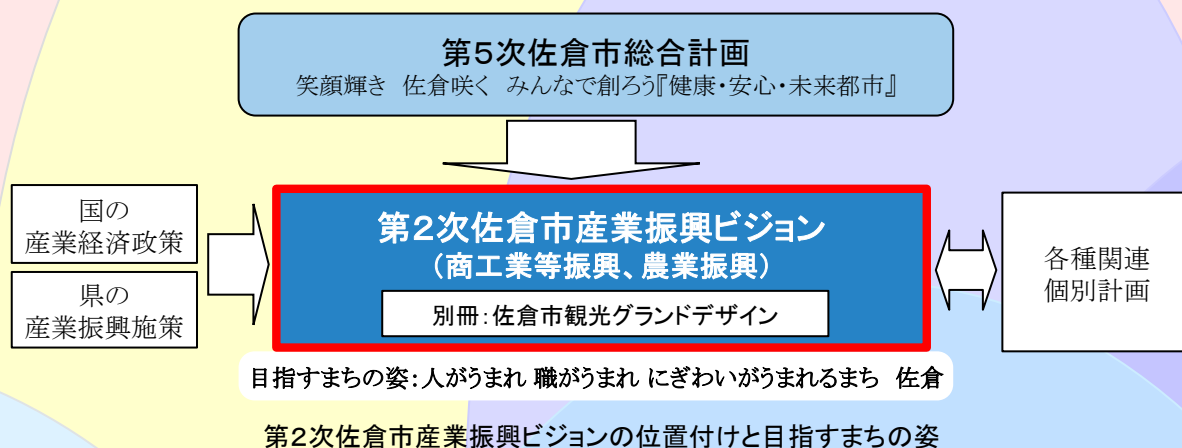 第5次佐倉市総合計画
笑顔輝き 佐倉咲く みんなで創ろう『健康・安心・未来都市』
国の
産業経済政策
県の
産業振興施策
第2次佐倉市産業振興ビジョン
(商工業等振興、農業振興)
別冊：佐倉市観光グランドデザイン
各種関連
個別計画
目指すまちの姿：人がうまれ 職がうまれ にぎわいがうまれるまち 佐倉
第2次佐倉市産業振興ビジョンの位置付けと目指すまちの姿